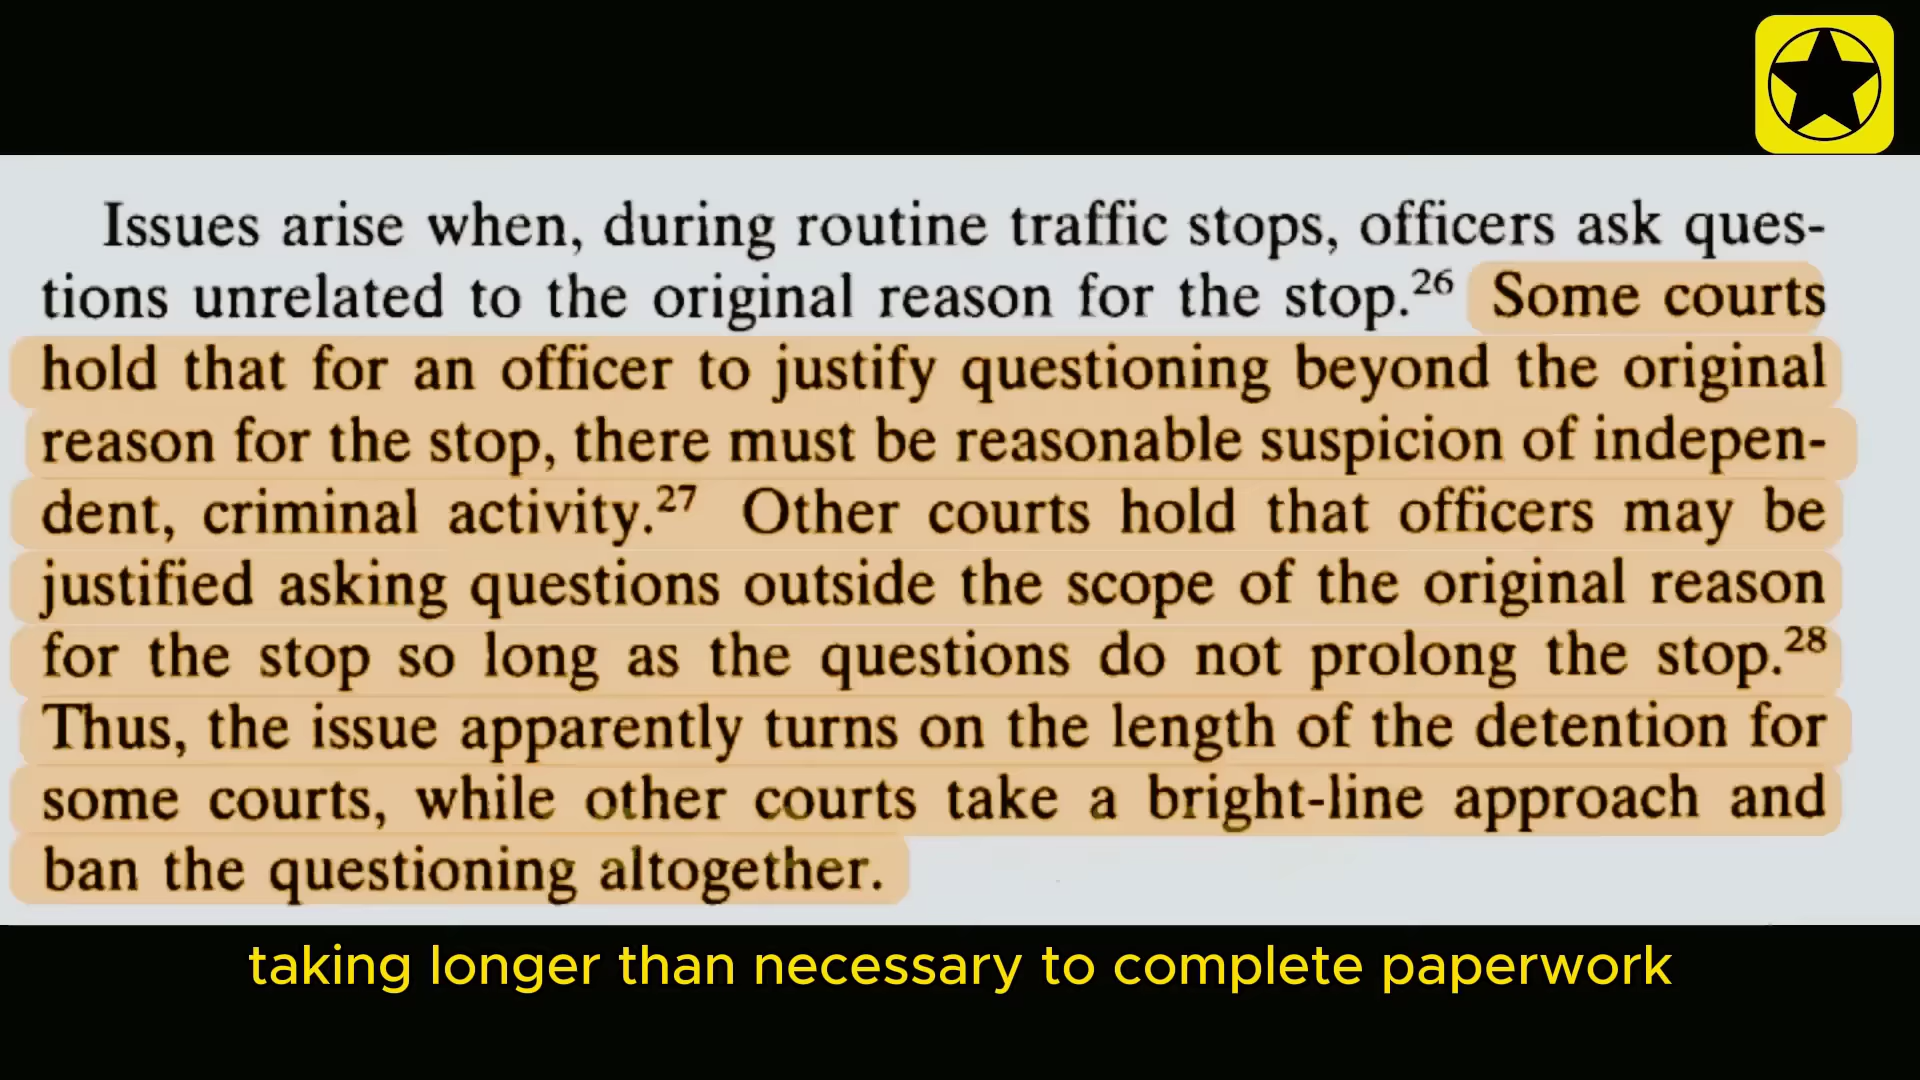 Issues arise when, during routine traffic stops, officers ask ques-
tions unrelated to the original reason for the stop.26 Some courts
hold that for an officer to justify questioning beyond the original
reason for the stop, there must be reasonable suspicion of indepen-
dent, criminal activity.27 Other courts hold that officers may be
justified asking questions outside the scope of the original reason
for the stop so long as the questions do not prolong the stop.28
Thus, the issue apparently turns on the length of the detention for
some courts, while other courts take a bright-line approach and
ban the questioning altogether.
taking longer than necessary to complete paperwork